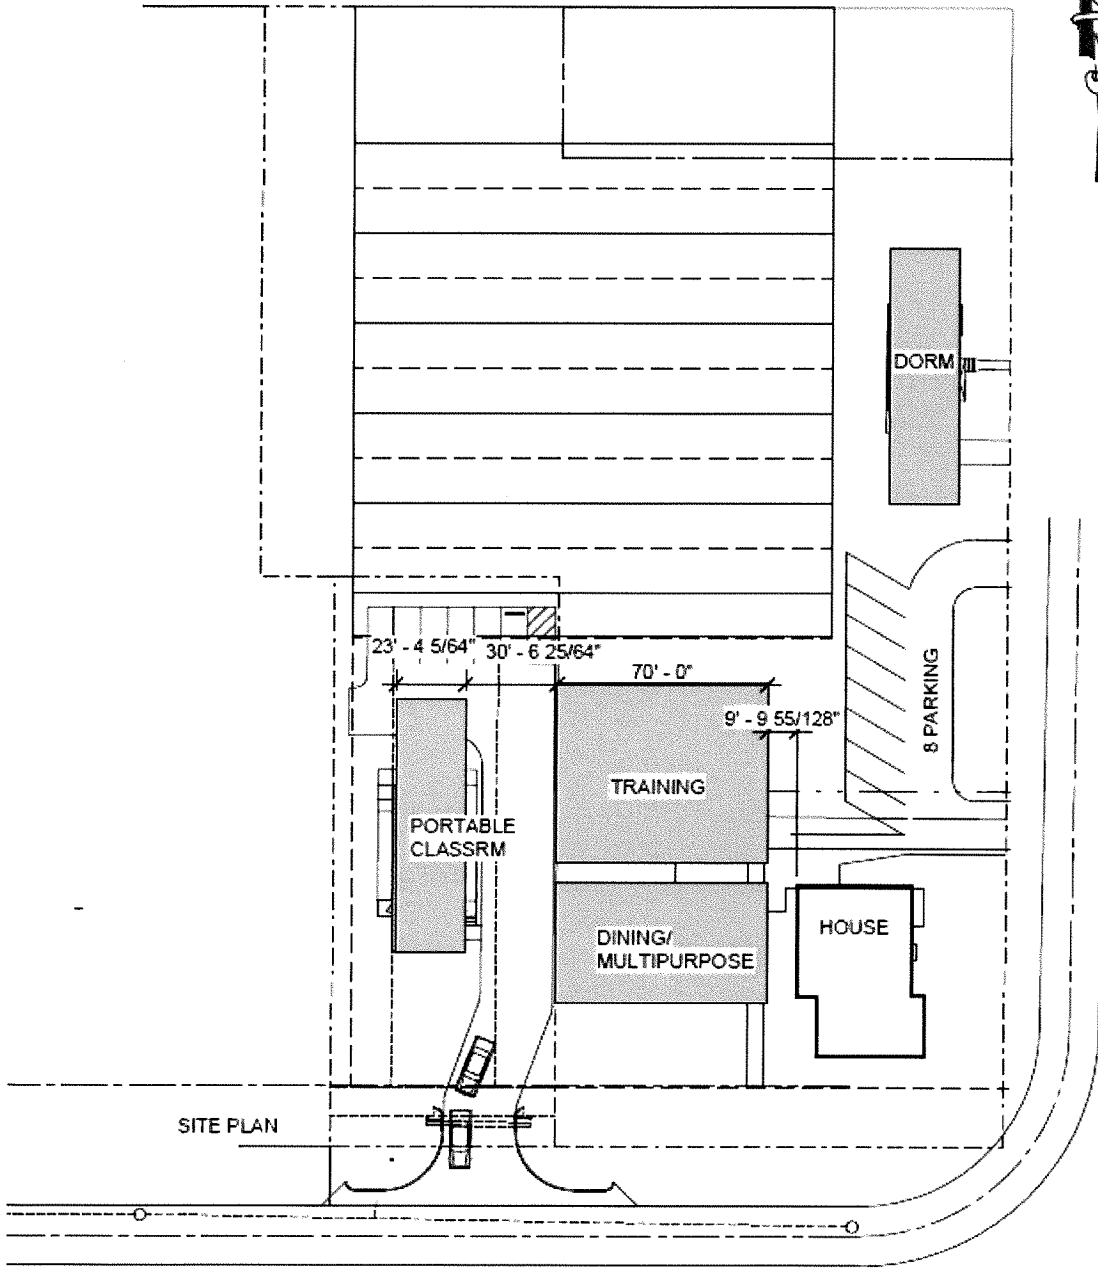 DORM
23' - 4 5/64"
30' - 6 25/64"
70' - 0"
9' - 9 55/128"
8 PARKING
TRAINING
PORTABLE
CLASSRM
HOUSE
DINING/
MULTIPURPOSE
SITE PLAN